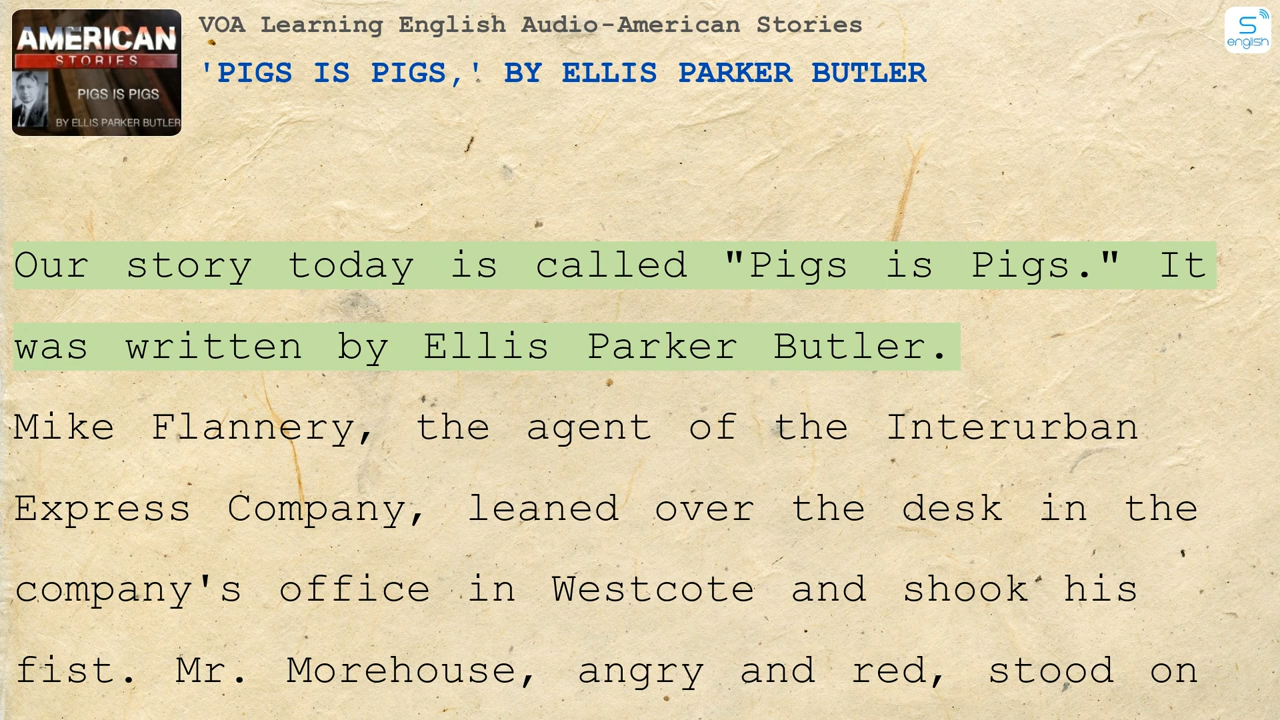 AMERICAN
STORIES
PIGS IS PIGS
BY ELLIS PARKER BUTLER
VOA Learning English Audio-American Stories
'PIGS IS PIGS,' BY ELLIS PARKER BUTLER
S
english
Our story today is called "Pigs is Pigs." It
was written by Ellis Parker Butler.
Mike Flannery, the agent of the Interurban
Express Company, leaned over the desk in the
company's office in Westcote and shook his
fist. Mr. Morehouse, angry and red, stood on